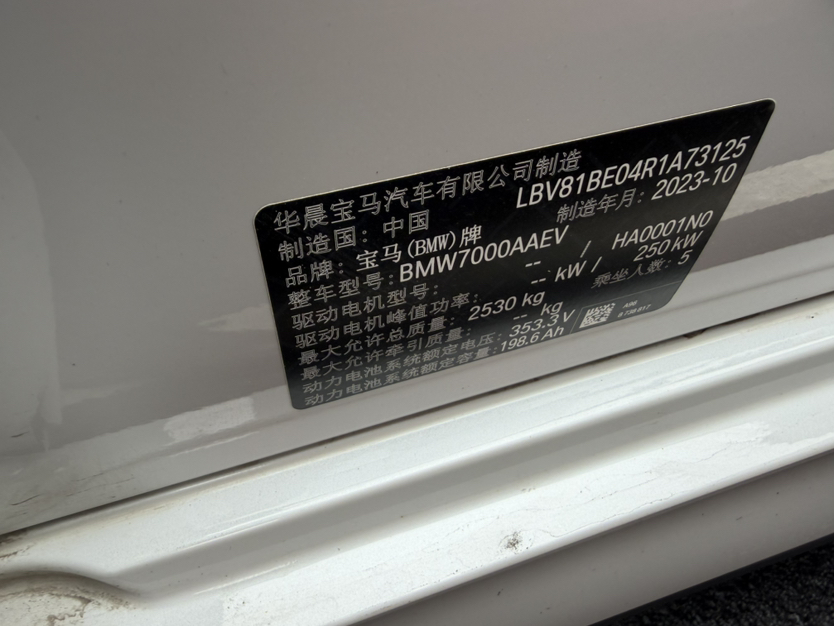 华晨宝马汽车有限公司制造
LBV81BE04R1A73125
制造国：中国
制造年月：2023-10
品牌：宝马(BMW)牌
整车型号：BMW7000AAEV
驱动电机型号： -- / HA0001N0
驱动电机峰值功率： -- kW / 250 kW
最大允许总质量： 2530 kg
乘坐人数：5
最大允许牵引质量： -- kg
动力电池系统额定电压：353.3 V
动力电池系统额定容量：198.6 Ah